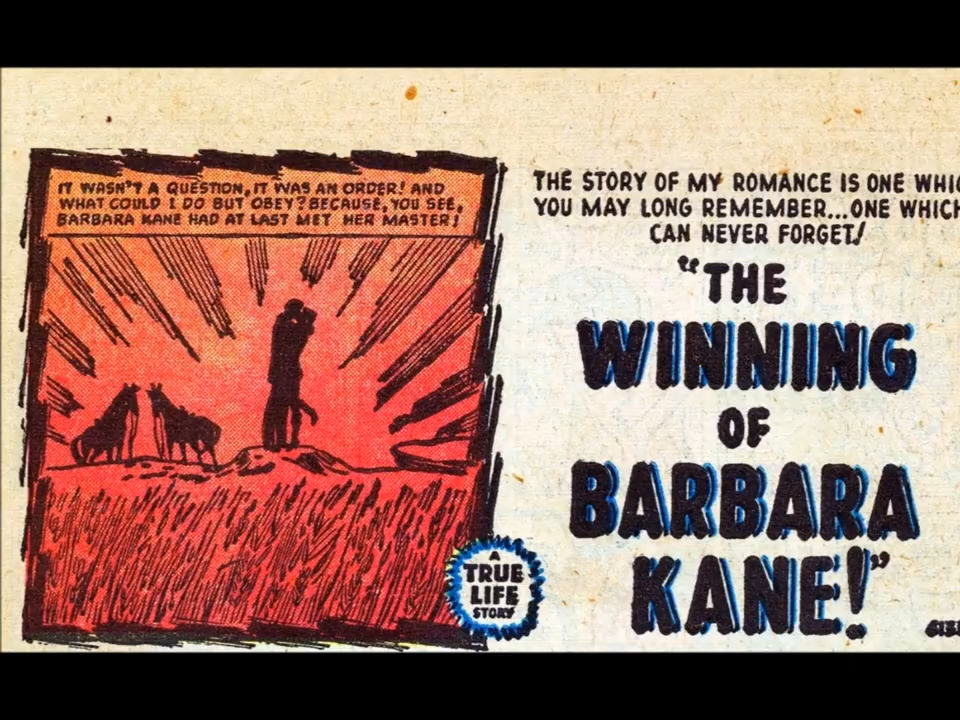 IT WASN'T A QUESTION, IT WAS AN ORDER! AND
WHAT COULD I DO BUT OBEY? BECAUSE, YOU SEE,
BARBARA KANE HAD AT LAST MET HER MASTER!
THE STORY OF MY ROMANCE IS ONE WHIC
YOU MAY LONG REMEMBER...ONE WHICH
CAN NEVER FORGET!
"THE
WINNING
OF
BARBARA
KANE!"
A
TRUE
LIFE
STORY